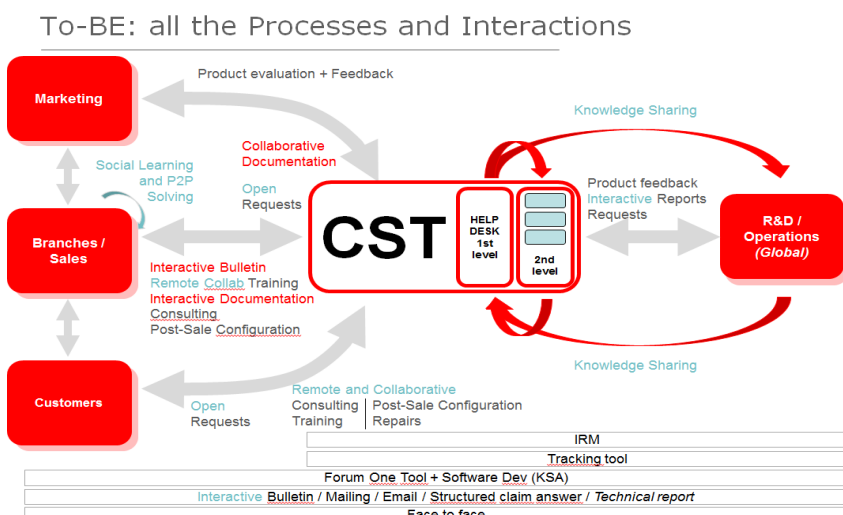 To-BE: all the Processes and Interactions
Product evaluation + Feedback
Marketing
Knowledge Sharing
Collaborative
Documentation
Social Learning
and P2P
Solving
Open
Requests
Product feedback
Interactive Reports
Requests
CST
HELP
DESK
1st
level
2nd
level
Branches /
Sales
R&D /
Operations
(Global)
Interactive Bulletin
Remote Collab Training
Interactive Documentation
Consulting
Post-Sale Configuration
Knowledge Sharing
Customers
Open
Requests
Remote and Collaborative
Consulting Post-Sale Configuration
Training Repairs
IRM
Tracking tool
Forum One Tool + Software Dev (KSA)
Interactive Bulletin / Mailing / Email / Structured claim answer / Technical report
Face to face